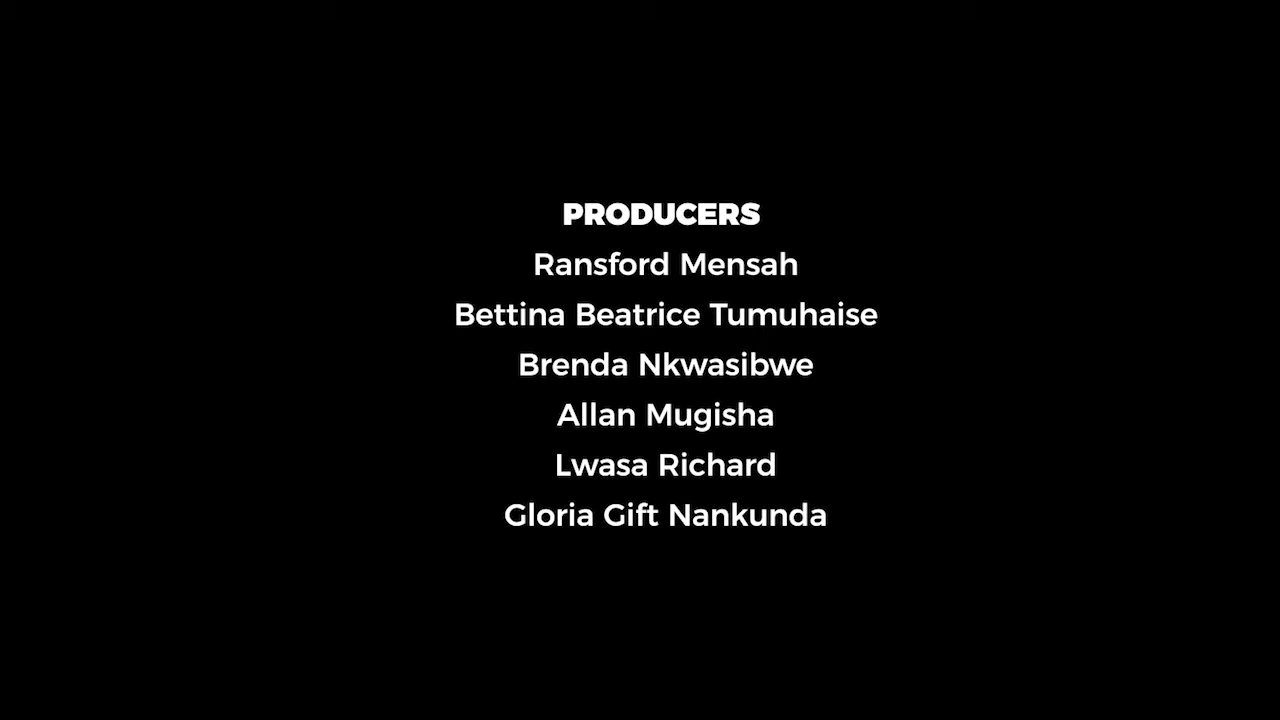 PRODUCERS
Ransford Mensah
Bettina Beatrice Tumuhaise
Brenda Nkwasibwe
Allan Mugisha
Lwasa Richard
Gloria Gift Nankunda